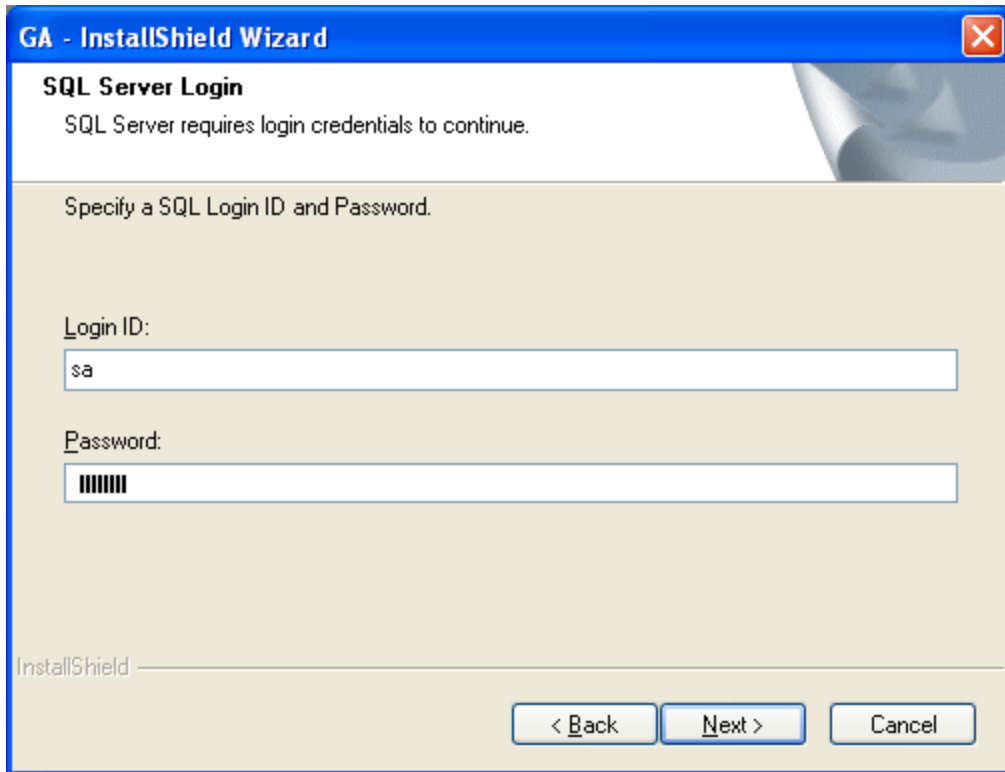 GA - InstallShield Wizard
SQL Server Login
SQL Server requires login credentials to continue.
Specify a SQL Login ID and Password.
Login ID:
sa
Password:
InstallShield
< Back Next > Cancel